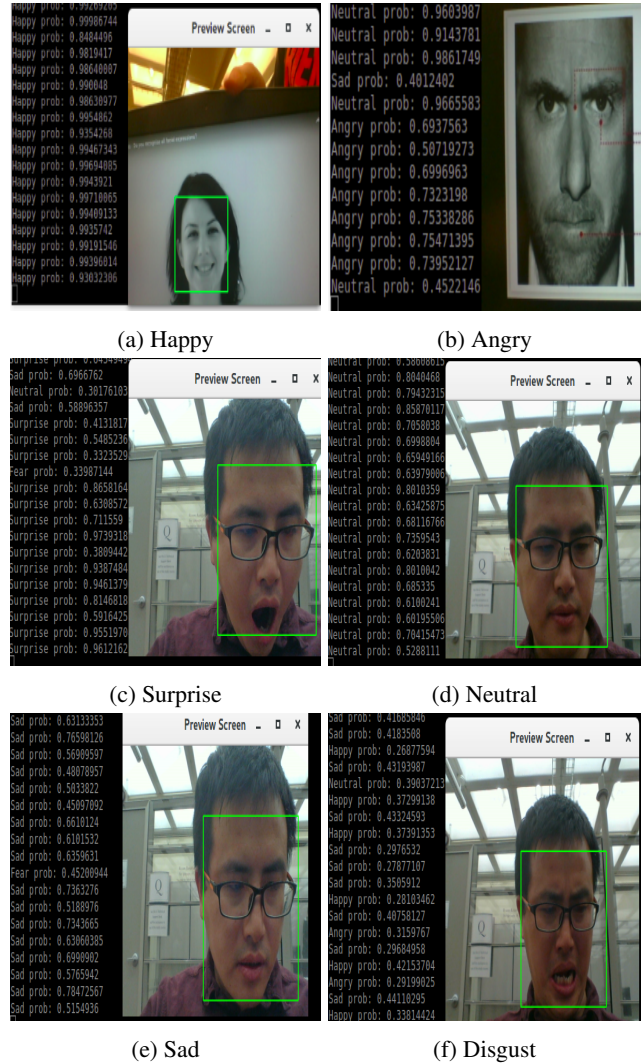 Happy prob: 0.99269205
Happy prob: 0.99986744
Happy prob: 0.8484496
Happy prob: 0.9819417
Happy prob: 0.98640007
Happy prob: 0.990048
Happy prob: 0.98630977
Happy prob: 0.9954862
Happy prob: 0.9354268
Happy prob: 0.99467343
Happy prob: 0.99694085
Happy prob: 0.9943921
Happy prob: 0.99710065
Happy prob: 0.99409133
Happy prob: 0.9935742
Happy prob: 0.99191546
Happy prob: 0.99396014
Happy prob: 0.93032306
Preview Screen
(a) Happy
Neutral prob: 0.9603987
Neutral prob: 0.9143781
Neutral prob: 0.9861749
Sad prob: 0.4012402
Neutral prob: 0.9665583
Angry prob: 0.6937563
Angry prob: 0.50719273
Angry prob: 0.6996963
Angry prob: 0.7323198
Angry prob: 0.75338286
Angry prob: 0.75471395
Angry prob: 0.73952127
Neutral prob: 0.4522146
(b) Angry
Surprise prob: 0.6454949
Sad prob: 0.6966762
Neutral prob: 0.30176103
Sad prob: 0.58896357
Surprise prob: 0.4131817
Surprise prob: 0.5485236
Surprise prob: 0.3323529
Fear prob: 0.33987144
Surprise prob: 0.8658164
Surprise prob: 0.6308572
Surprise prob: 0.711559
Surprise prob: 0.9739318
Surprise prob: 0.3809442
Surprise prob: 0.9387484
Surprise prob: 0.9461379
Surprise prob: 0.8146818
Surprise prob: 0.5916425
Surprise prob: 0.9551970
Surprise prob: 0.9612162
Preview Screen
Q
(c) Surprise
Neutral prob: 0.58608615
Neutral prob: 0.8040468
Neutral prob: 0.79432315
Neutral prob: 0.85870117
Neutral prob: 0.7058038
Neutral prob: 0.6998804
Neutral prob: 0.65949166
Neutral prob: 0.63979006
Neutral prob: 0.8010359
Neutral prob: 0.63425875
Neutral prob: 0.68116766
Neutral prob: 0.7359543
Neutral prob: 0.6203831
Neutral prob: 0.8010042
Neutral prob: 0.685335
Neutral prob: 0.6100241
Neutral prob: 0.60195506
Neutral prob: 0.70415473
Neutral prob: 0.5288111
Preview Screen
Q
(d) Neutral
Sad prob: 0.63133353
Sad prob: 0.76598126
Sad prob: 0.56909597
Sad prob: 0.48078957
Sad prob: 0.5033822
Sad prob: 0.45097092
Sad prob: 0.6610124
Sad prob: 0.6101532
Sad prob: 0.6359631
Fear prob: 0.45200944
Sad prob: 0.7363276
Sad prob: 0.5188976
Sad prob: 0.7343665
Sad prob: 0.63060385
Sad prob: 0.6990902
Sad prob: 0.5765942
Sad prob: 0.78472567
Sad prob: 0.5154936
Preview Screen
Q
(e) Sad
Sad prob: 0.41685846
Sad prob: 0.4183508
Happy prob: 0.26877594
Sad prob: 0.43193987
Neutral prob: 0.39037213
Happy prob: 0.37299138
Sad prob: 0.43324593
Happy prob: 0.37391353
Sad prob: 0.2976532
Sad prob: 0.27877107
Sad prob: 0.3505912
Happy prob: 0.28103462
Sad prob: 0.40758127
Angry prob: 0.3159767
Sad prob: 0.29684958
Happy prob: 0.42153704
Angry prob: 0.29199025
Sad prob: 0.44110295
Happy prob: 0.33814424
Preview Screen
Q
(f) Disgust